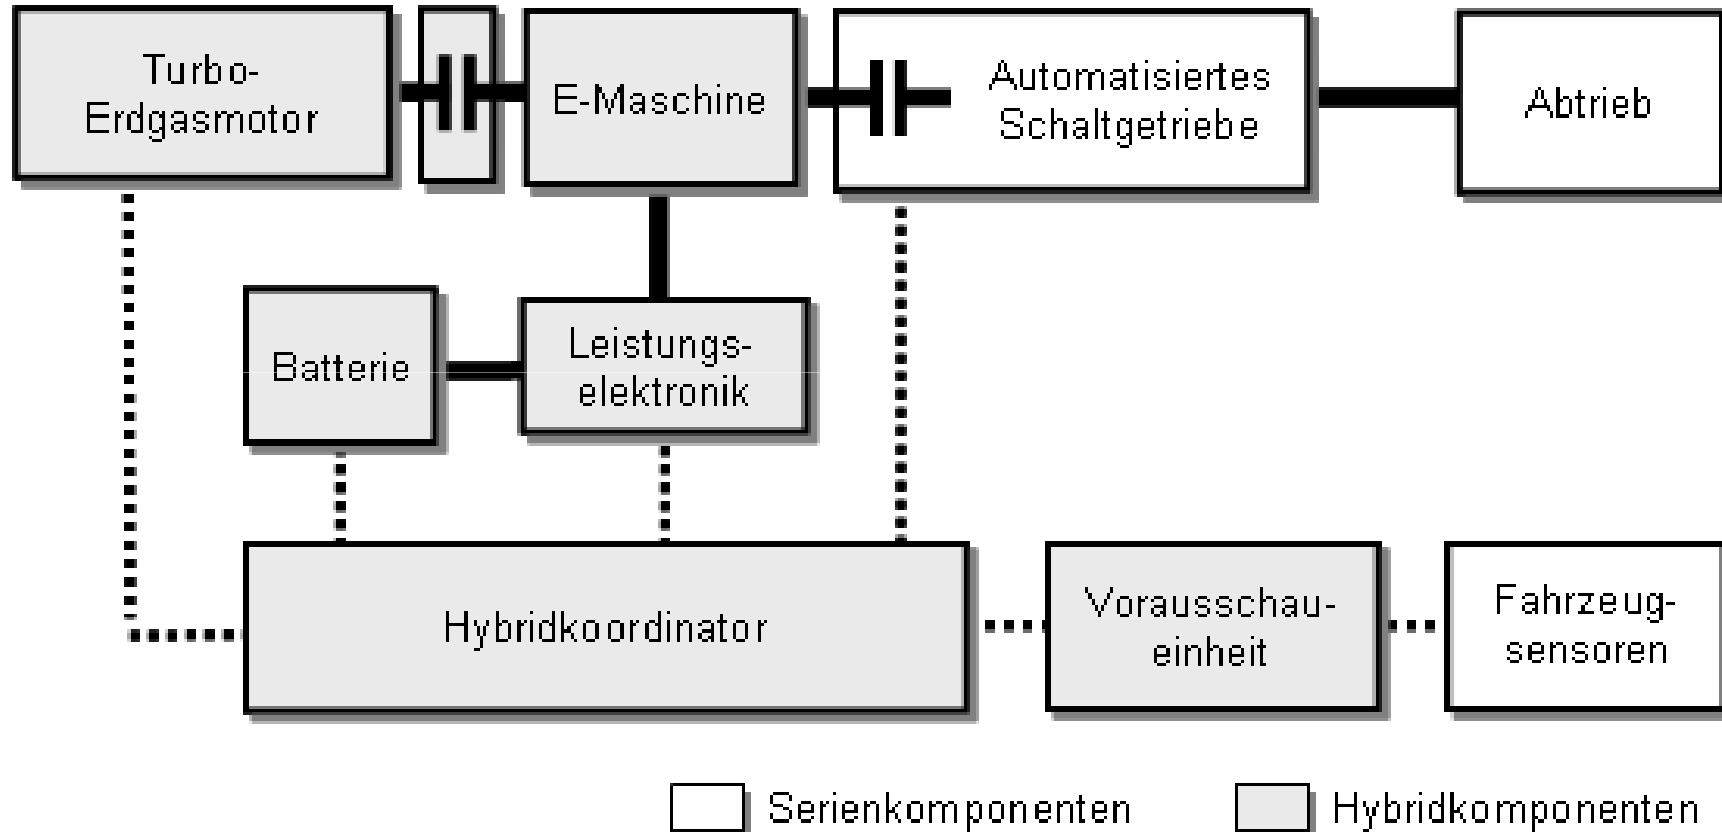 Turbo-
Erdgasmotor
E-Maschine
Automatisiertes
Schaltgetriebe
Abtrieb
Batterie
Leistungs-
elektronik
Hybridkoordinator
Vorausschau-
einheit
Fahrzeug-
sensoren
Serienkomponenten
Hybridkomponenten